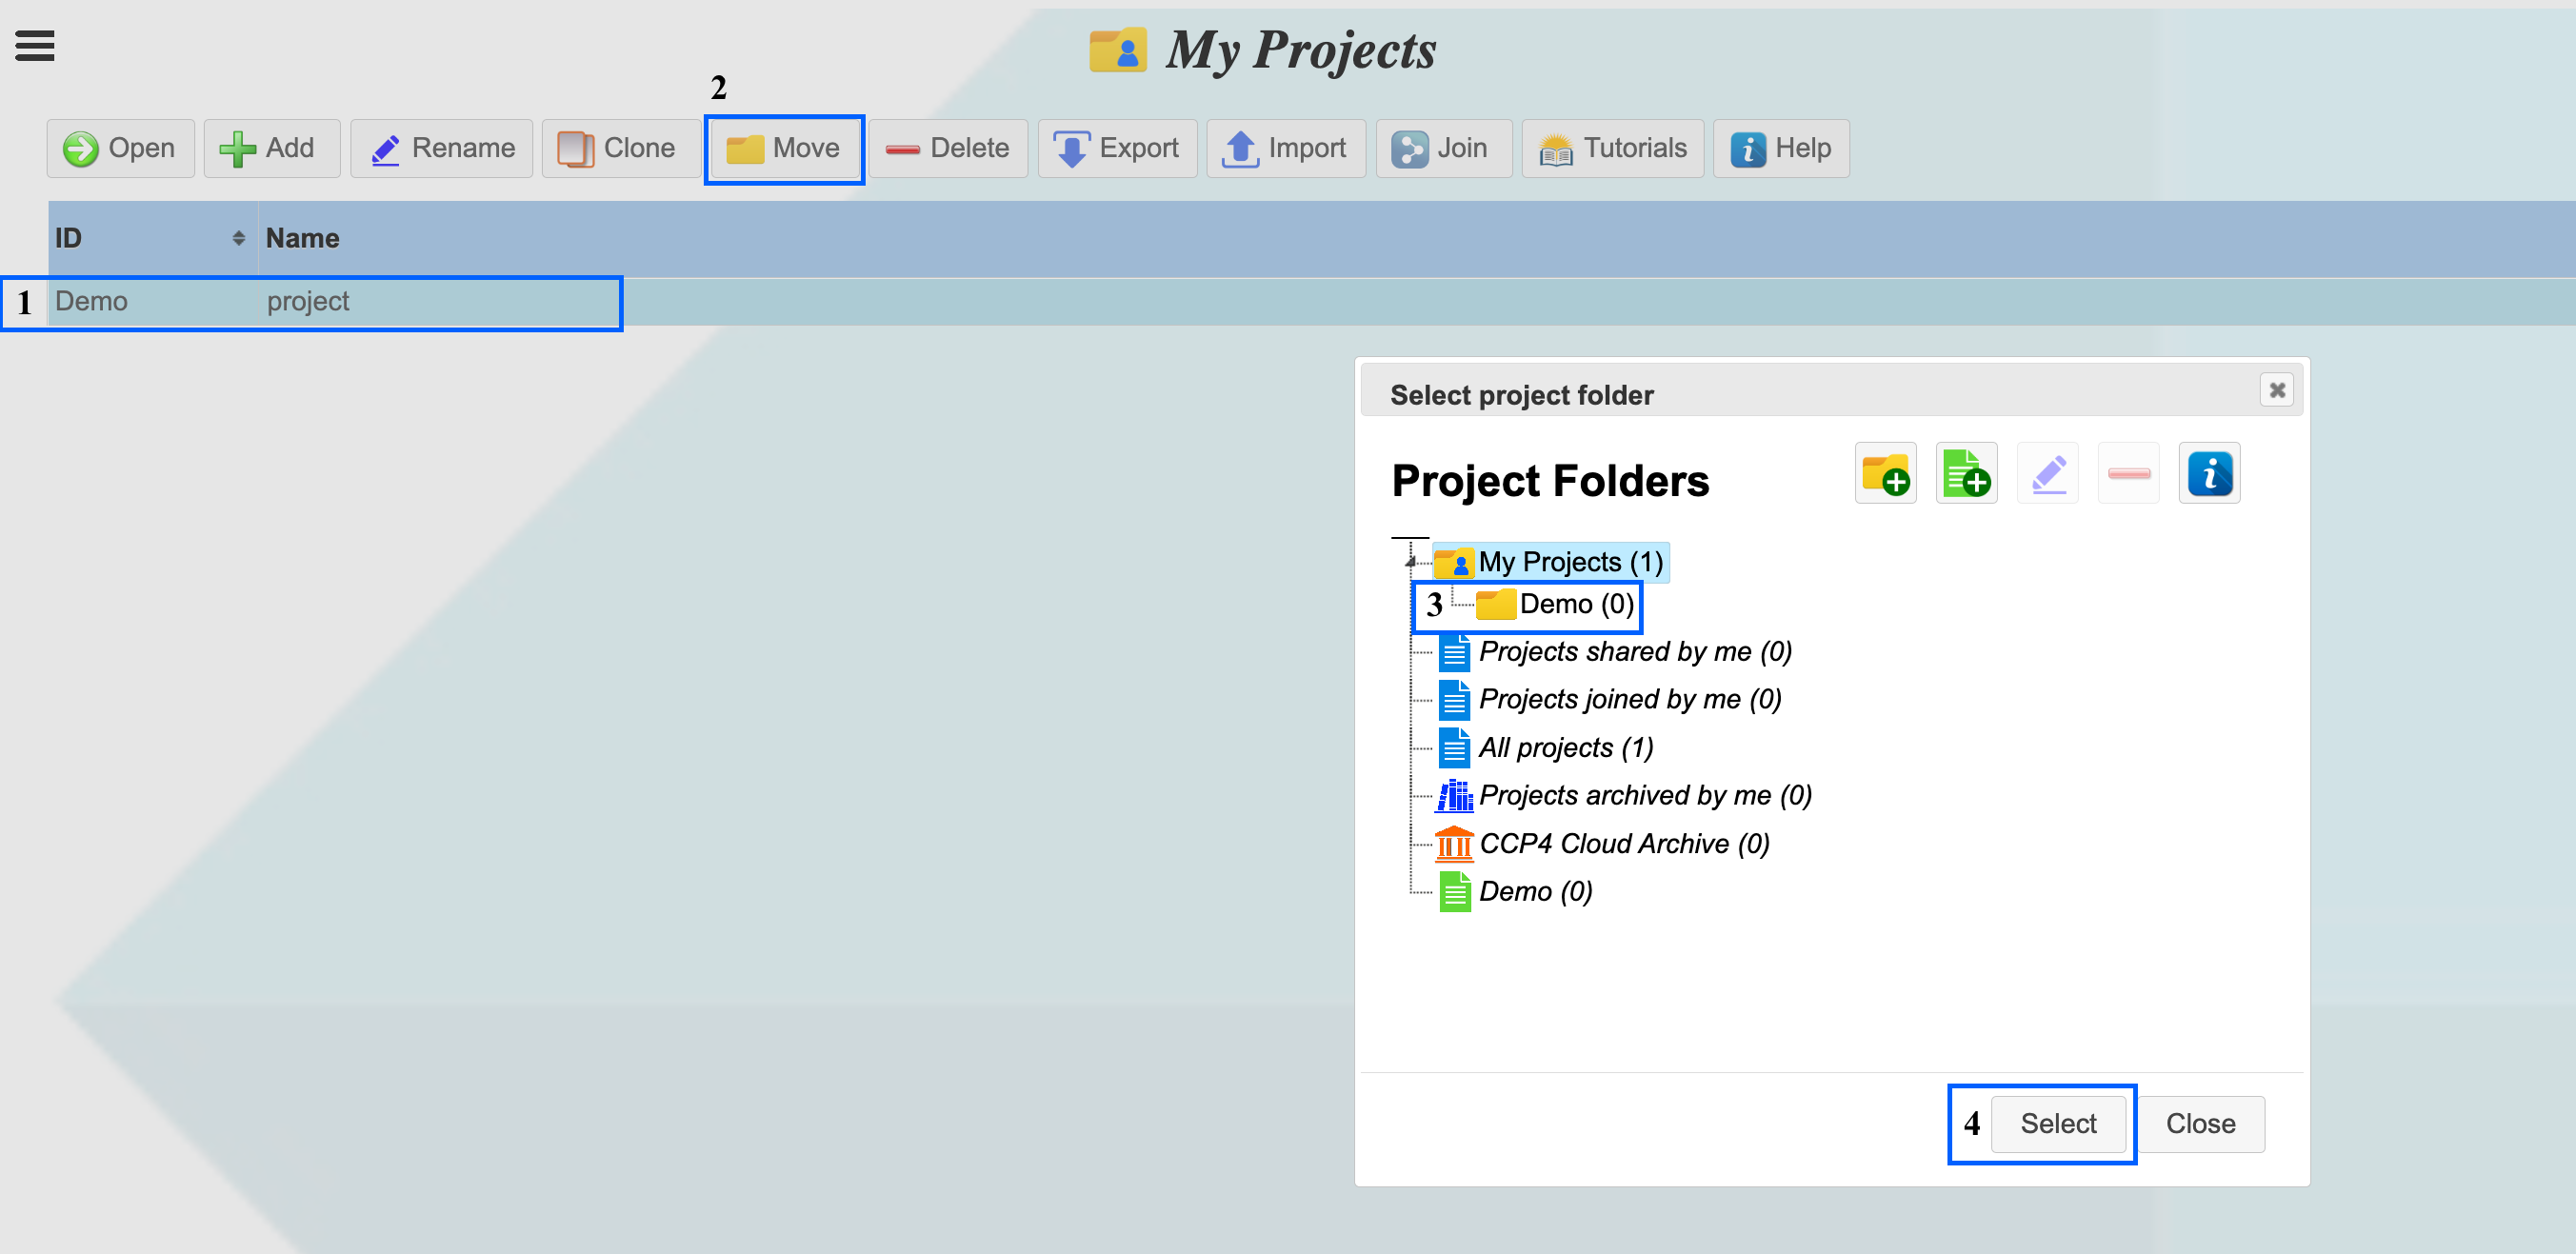 My Projects
2
Open Add Rename Clone Move Delete Export Import Join Tutorials Help
ID Name
1 Demo project
Select project folder
Project Folders
My Projects (1)
3 Demo (0)
Projects shared by me (0)
Projects joined by me (0)
All projects (1)
Projects archived by me (0)
CCP4 Cloud Archive (0)
Demo (0)
4 Select Close